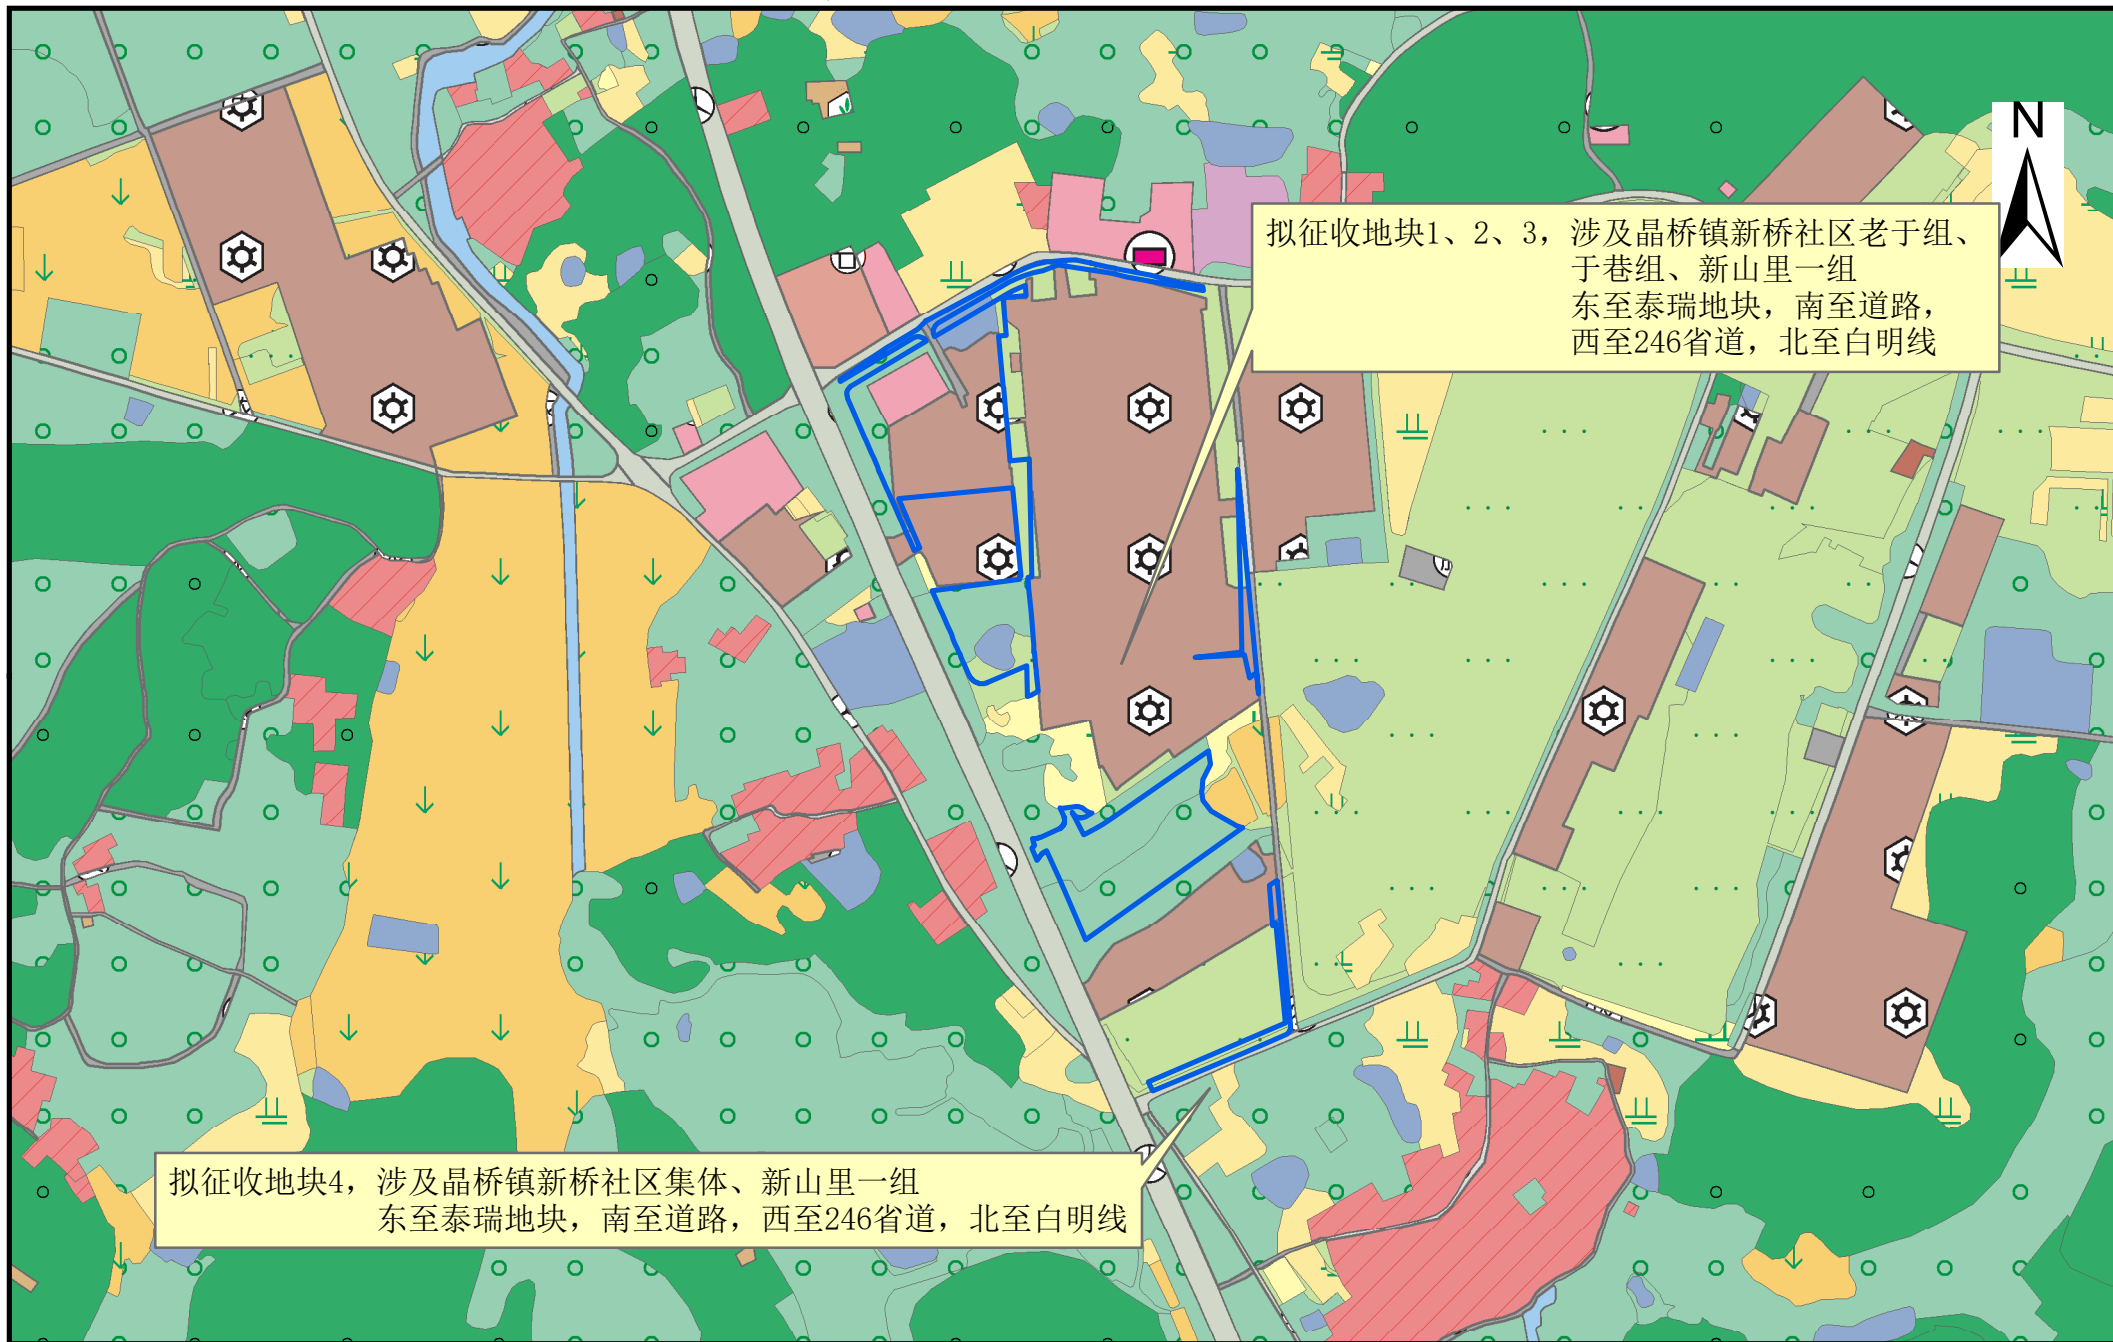 N
拟征收地块1、2、3，涉及晶桥镇新桥社区老于组、
于巷组、新山里一组
东至泰瑞地块，南至道路，
西至246省道，北至白明线
拟征收地块4，涉及晶桥镇新桥社区集体、新山里一组
东至泰瑞地块，南至道路，西至246省道，北至白明线